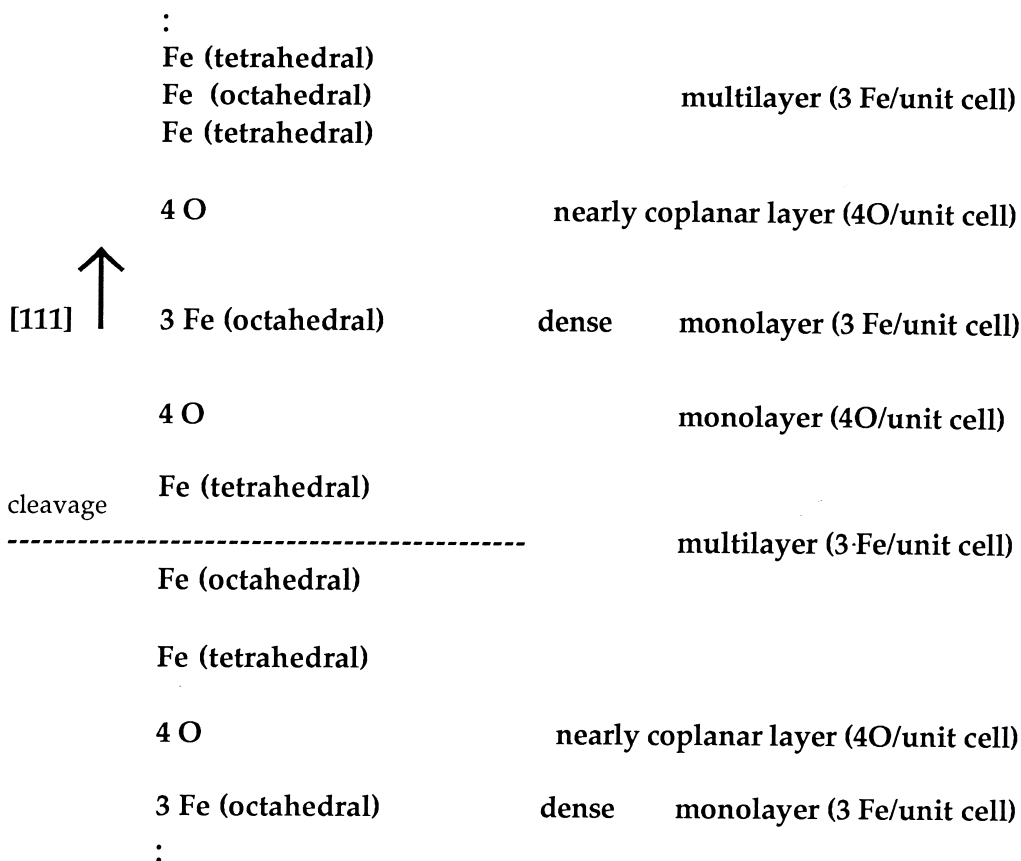 :
Fe (tetrahedral)
Fe (octahedral) multilayer (3 Fe/unit cell)
Fe (tetrahedral)
4 O nearly coplanar layer (4O/unit cell)
[111] 3 Fe (octahedral) dense monolayer (3 Fe/unit cell)
4 O monolayer (4O/unit cell)
Fe (tetrahedral)
cleavage
multilayer (3 Fe/unit cell)
Fe (octahedral)
Fe (tetrahedral)
4 O nearly coplanar layer (4O/unit cell)
3 Fe (octahedral) dense monolayer (3 Fe/unit cell)
: